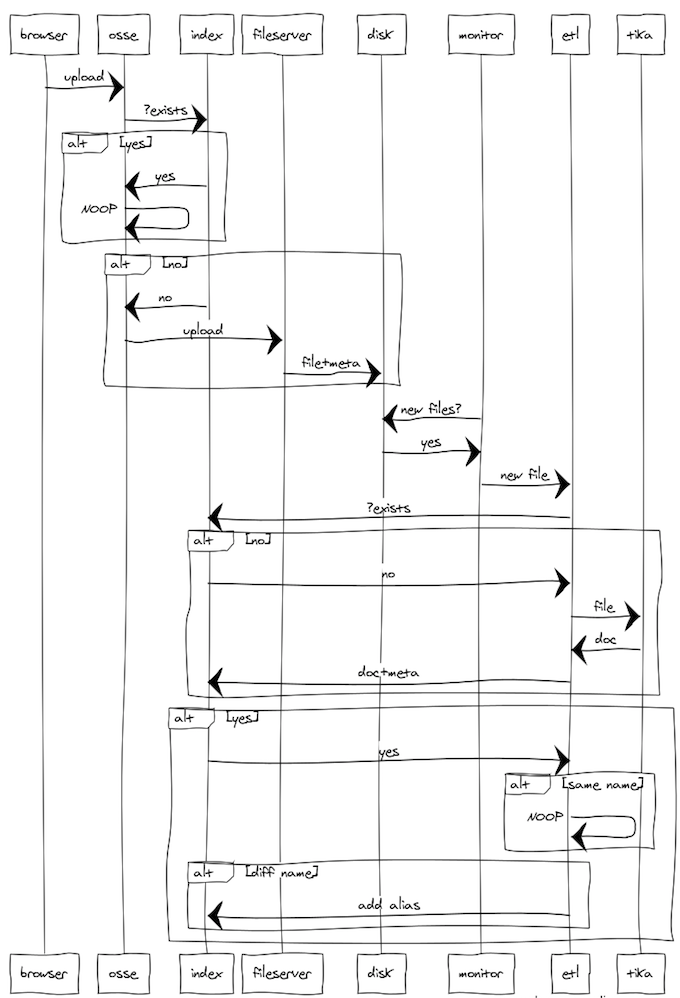 browser osse index fileserver disk monitor etl tika
upload
?exists
alt [yes]
yes
NOOP
alt [no]
no
upload
file+meta
new files?
yes
new file
?exists
alt [no]
no
file
doc
doc+meta
alt [yes]
yes
alt [same name]
NOOP
alt [diff name]
add alias
browser osse index fileserver disk monitor etl tika